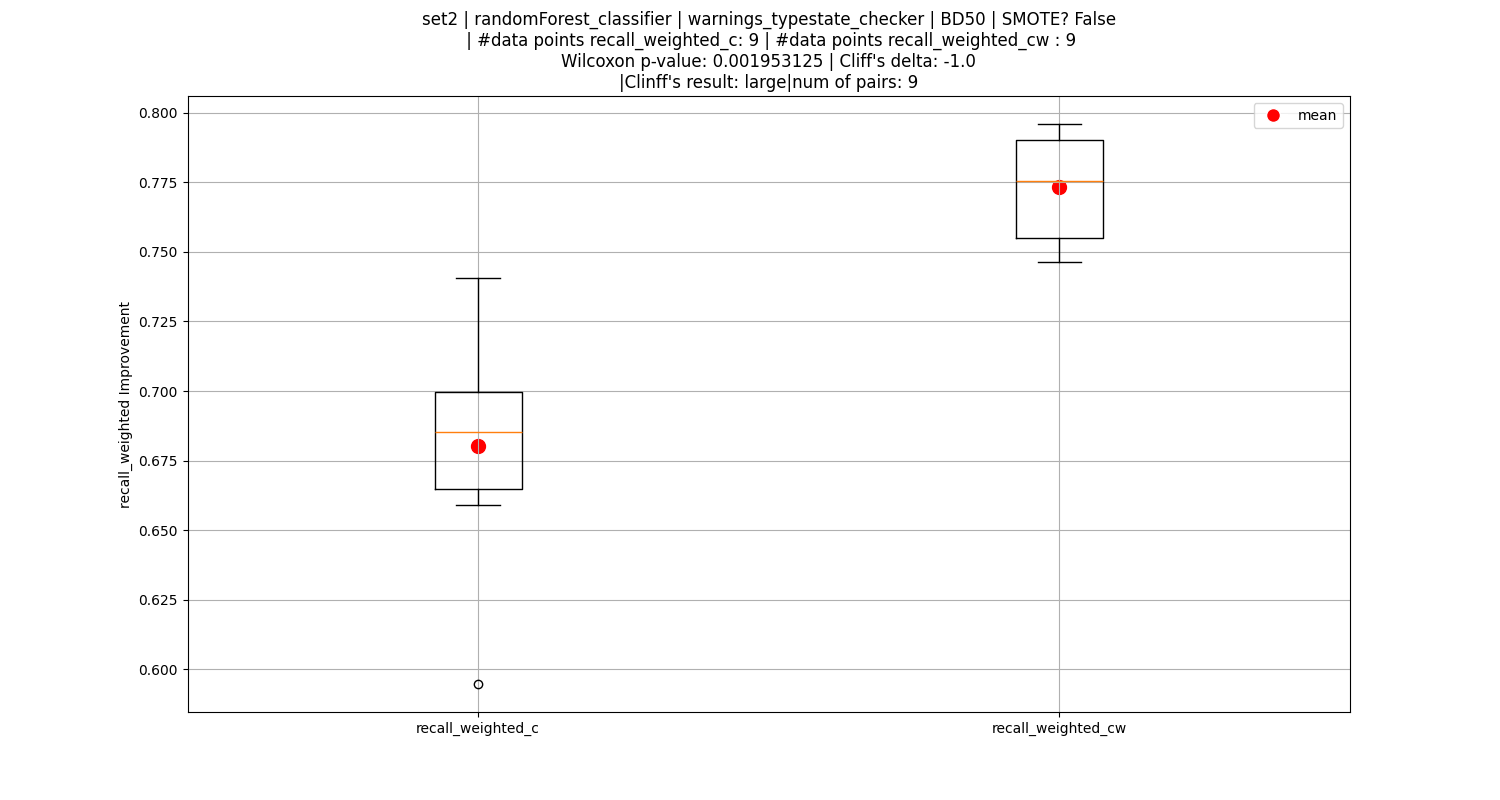 set2 | randomForest_classifier | warnings_typestate_checker | BD50 | SMOTE? False
| #data points recall_weighted_c: 9 | #data points recall_weighted_cw : 9
Wilcoxon p-value: 0.001953125 | Cliff's delta: -1.0
|Clinff's result: large|num of pairs: 9
mean
0.800
0.775
0.750
0.725
0.700
0.675
0.650
0.625
0.600
recall_weighted Improvement
recall_weighted_c
recall_weighted_cw